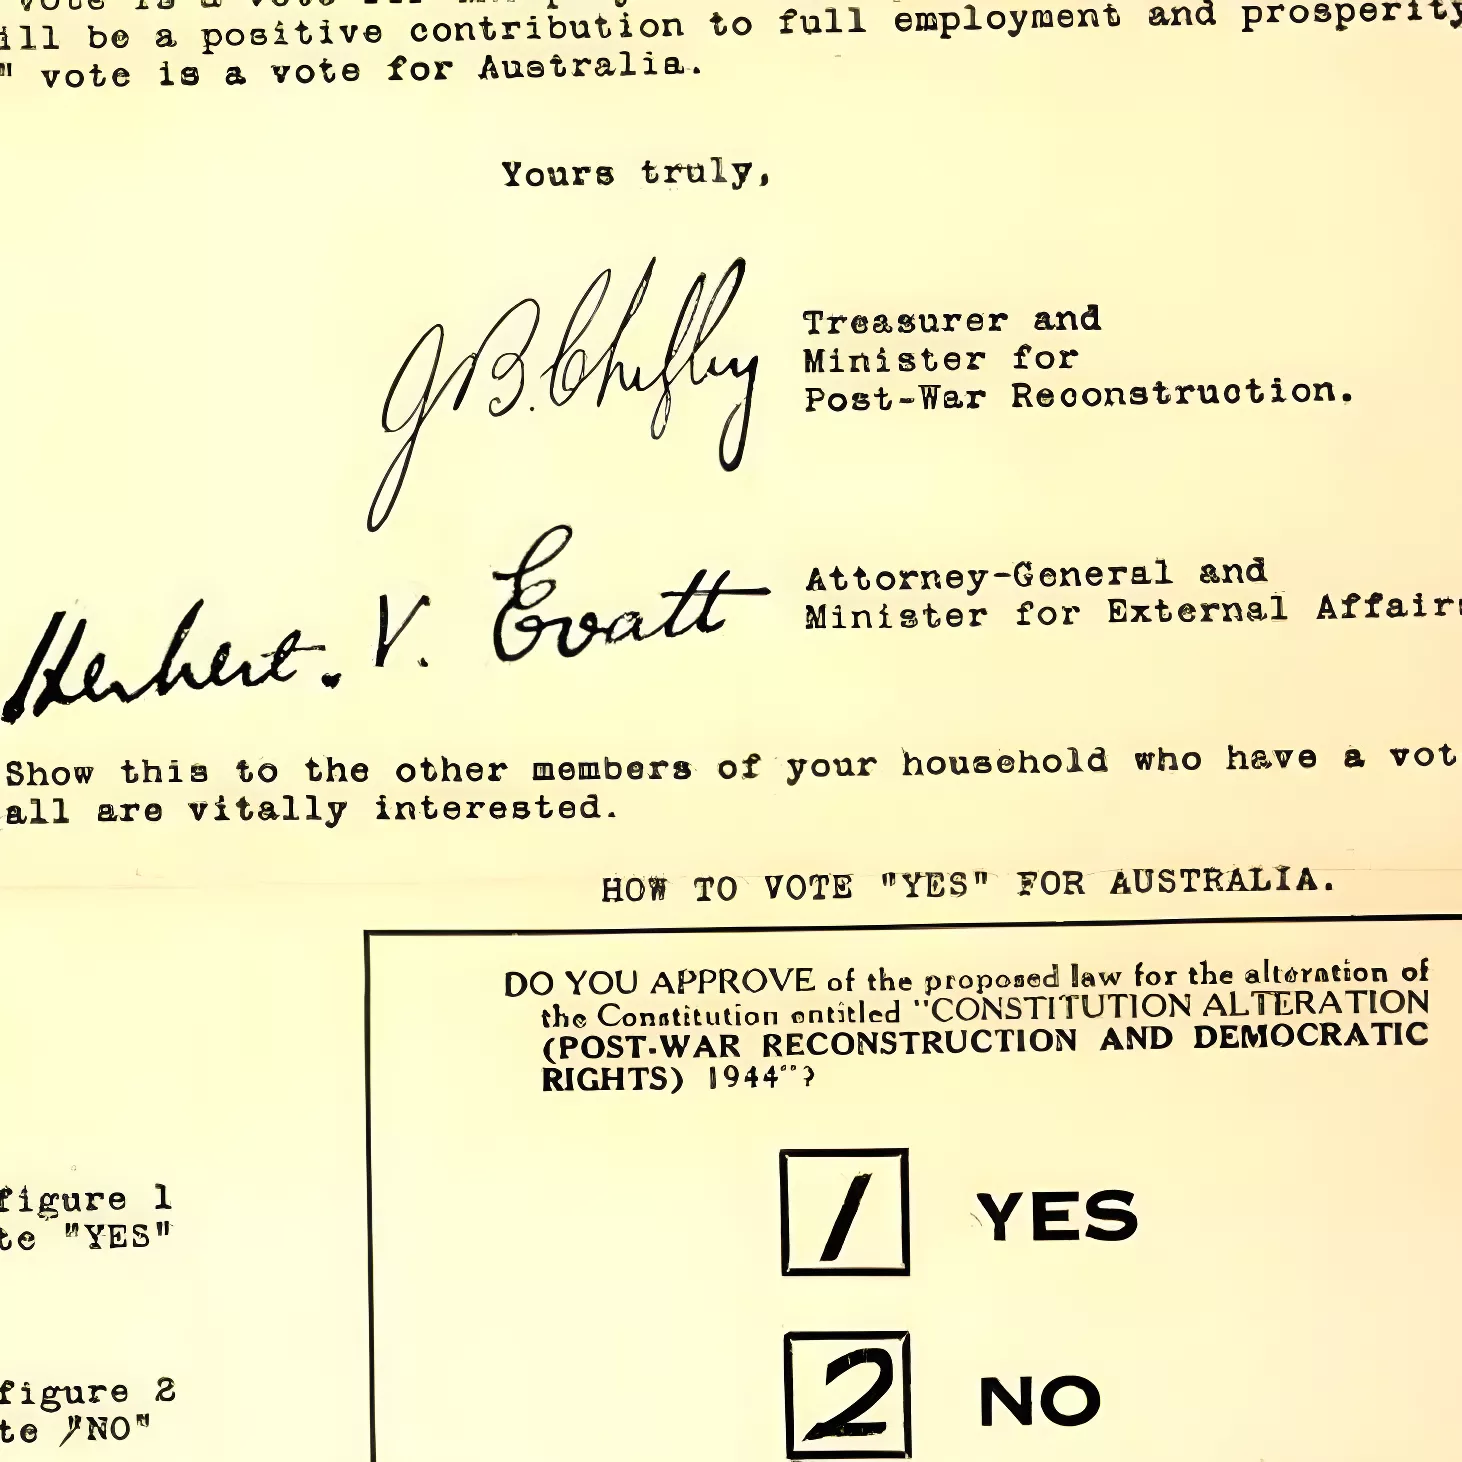 ill be a positive contribution to full employment and prosperity
" vote is a vote for Australia.
Yours truly,
J.B. Chifley
Treasurer and
Minister for
Post-War Reconstruction.
Herbert. V. Evatt
Attorney-General and
Minister for External Affairs
Show this to the other members of your household who have a vot
all are vitally interested.
HOW TO VOTE "YES" FOR AUSTRALIA.
DO YOU APPROVE of the proposed law for the alteration of
the Constitution entitled "CONSTITUTION ALTERATION
(POST-WAR RECONSTRUCTION AND DEMOCRATIC
RIGHTS) 1944"?
figure 1
te "YES"
1 YES
figure 2
te "NO"
2 NO